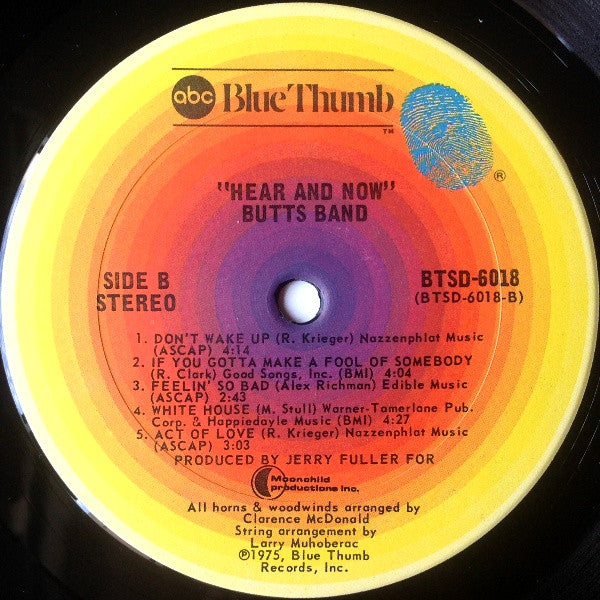 abc Blue Thumb
TM
®
"HEAR AND NOW"
BUTTS BAND
SIDE B
STEREO
BTSD-6018
(BTSD-6018-B)
1. DON'T WAKE UP (R. Krieger) Nazzenphlat Music
(ASCAP) 4:14
2. IF YOU GOTTA MAKE A FOOL OF SOMEBODY
(R. Clark) Good Songs, Inc. (BMI) 4:04
3. FEELIN' SO BAD (Alex Richman) Edible Music
(ASCAP) 2:43
4. WHITE HOUSE (M. Stull) Warner-Tamerlane Pub.
Corp. & Happiedayle Music (BMI) 4:27
5. ACT OF LOVE (R. Krieger) Nazzenphlat Music
(ASCAP) 3:03
PRODUCED BY JERRY FULLER FOR
Moonchild
productions inc.
All horns & woodwinds arranged by
Clarence McDonald
String arrangement by
Larry Muhoberac
℗1975, Blue Thumb
Records, Inc.